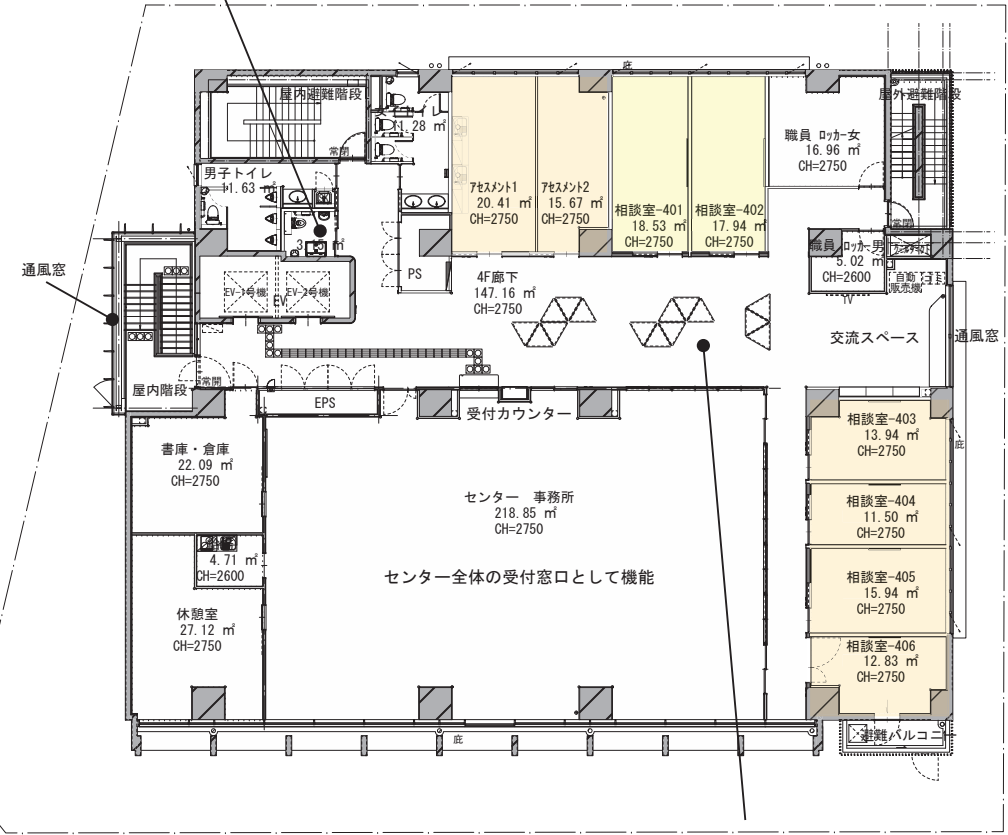 庇
屋内避難階段
常閉
11.28 ㎡
男子トイレ
11.63 ㎡
アセスメント1
20.41 ㎡
CH=2750
アセスメント2
15.67 ㎡
CH=2750
相談室-401
18.53 ㎡
CH=2750
相談室-402
17.94 ㎡
CH=2750
職員 ロッカー女
16.96 ㎡
CH=2750
屋外避難階段
常閉
職員 ロッカー男
5.02 ㎡
CH=2600
自動
販売機
TV
EV-1号機
EV-2号機
EV
PS
4F廊下
147.16 ㎡
CH=2750
通風窓
交流スペース
通風窓
屋内階段
常開
EPS
受付カウンター
書庫・倉庫
22.09 ㎡
CH=2750
センター 事務所
218.85 ㎡
CH=2750
センター全体の受付窓口として機能
4.71 ㎡
CH=2600
休憩室
27.12 ㎡
CH=2750
相談室-403
13.94 ㎡
CH=2750
庇
相談室-404
11.50 ㎡
CH=2750
相談室-405
15.94 ㎡
CH=2750
相談室-406
12.83 ㎡
CH=2750
避難バルコニー
庇